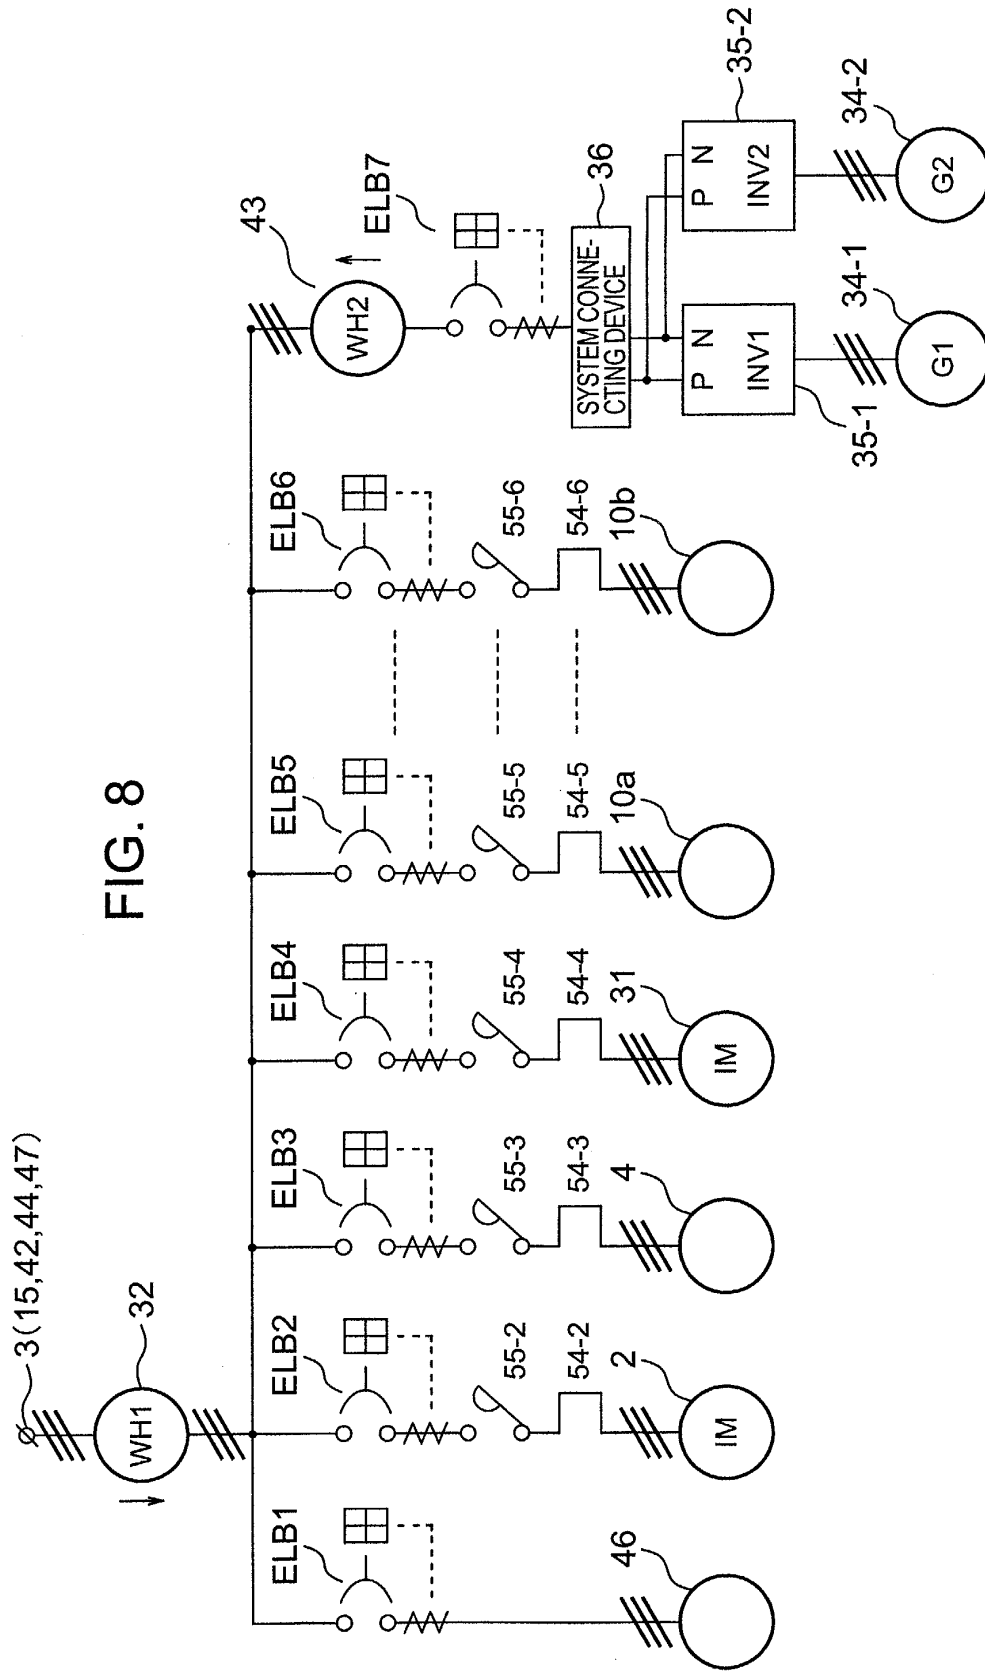 FIG. 8
3(15,42,44,47)
WH1
32
ELB1
ELB2
ELB3
ELB4
ELB5
ELB6
43
WH2
ELB7
55-2
55-3
55-4
55-5
55-6
54-2
54-3
54-4
54-5
54-6
46
2
IM
4
31
IM
10a
10b
36
SYSTEM CONNE-
CTING DEVICE
P N
INV1
35-1
P N
INV2
35-2
34-1
G1
34-2
G2